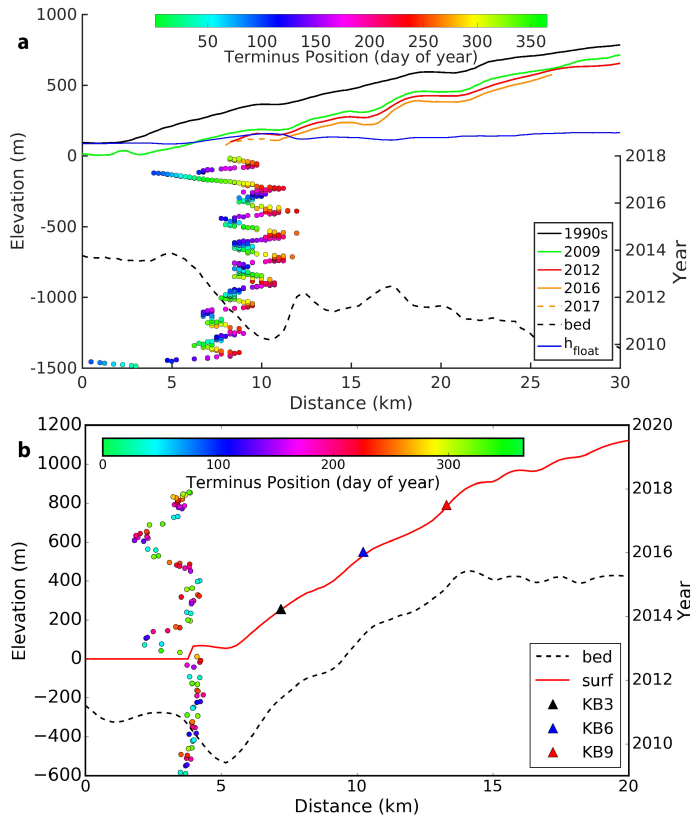 a
50 100 150 200 250 300 350
Terminus Position (day of year)
1000
500
0
-500
-1000
-1500
Elevation (m)
2018
2016
2014
2012
2010
Year
1990s
2009
2012
2016
2017
bed
h_float
0 5 10 15 20 25 30
Distance (km)
b
0 100 200 300
Terminus Position (day of year)
1200
1000
800
600
400
200
0
−200
−400
−600
Elevation (m)
2020
2018
2016
2014
2012
2010
Year
bed
surf
KB3
KB6
KB9
0 5 10 15 20
Distance (km)